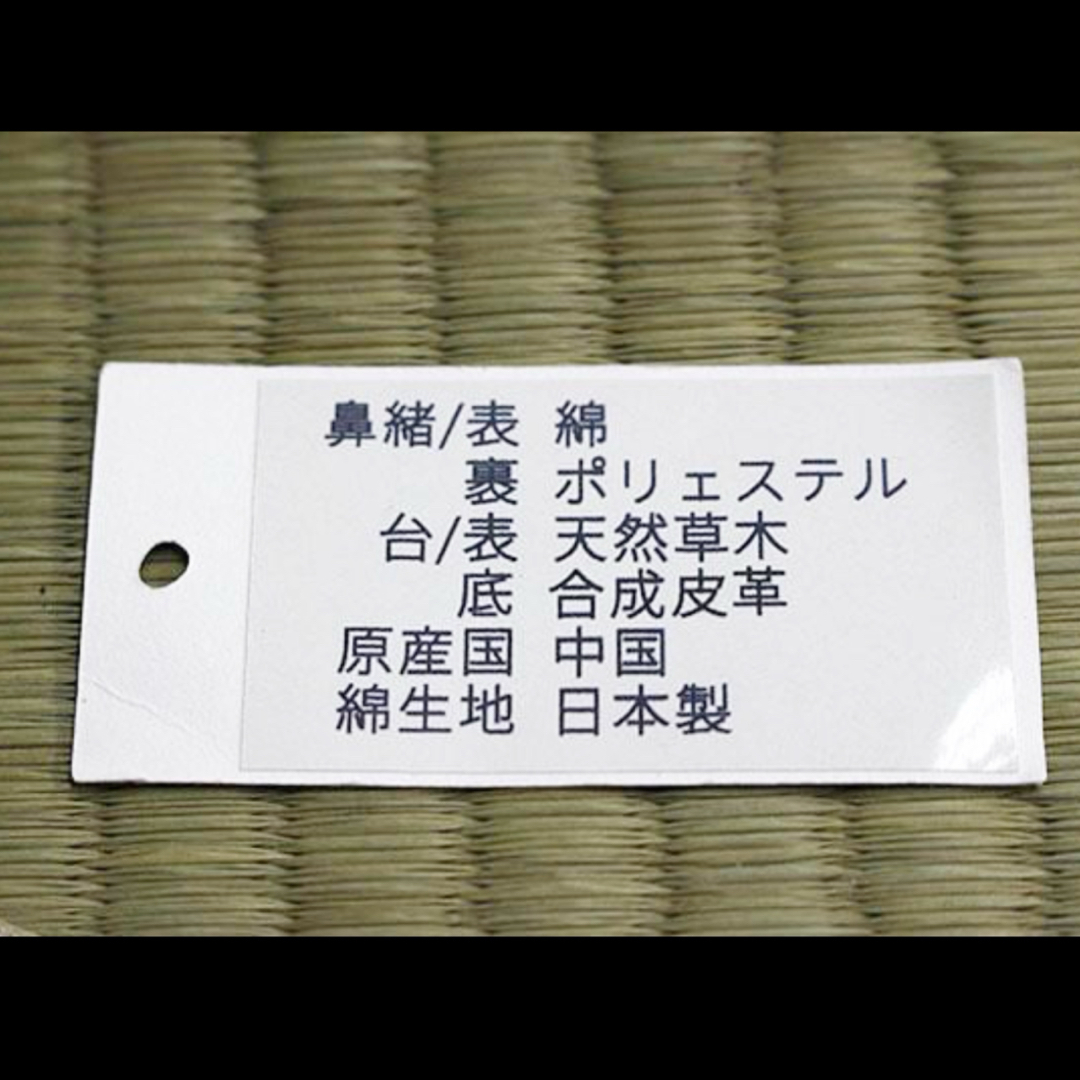 鼻緒/表 綿
裏 ポリェステル
台/表 天然草木
底 合成皮革
原産国 中国
綿生地 日本製